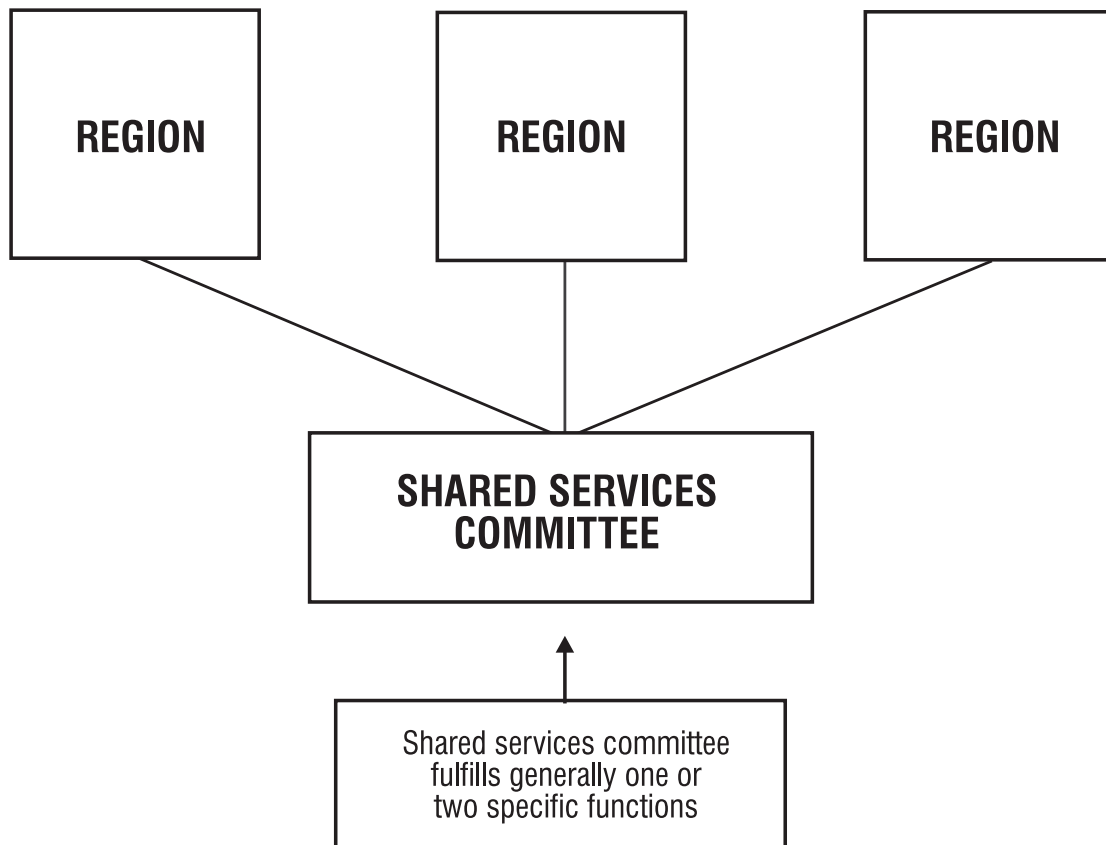 REGION
REGION
REGION
SHARED SERVICES
COMMITTEE
Shared services committee
fulfills generally one or
two specific functions